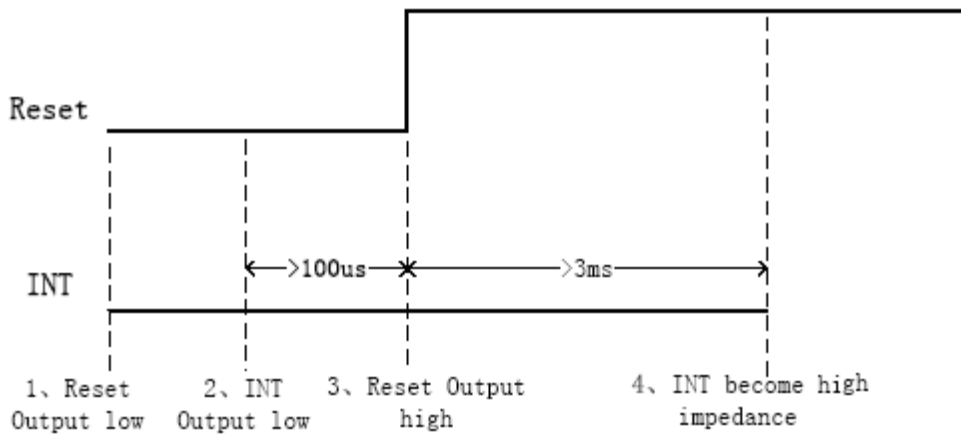 Reset
>100us
>3ms
INT
1、Reset
Output low
2、INT
Output low
3、Reset Output
high
4、INT become high
impedance